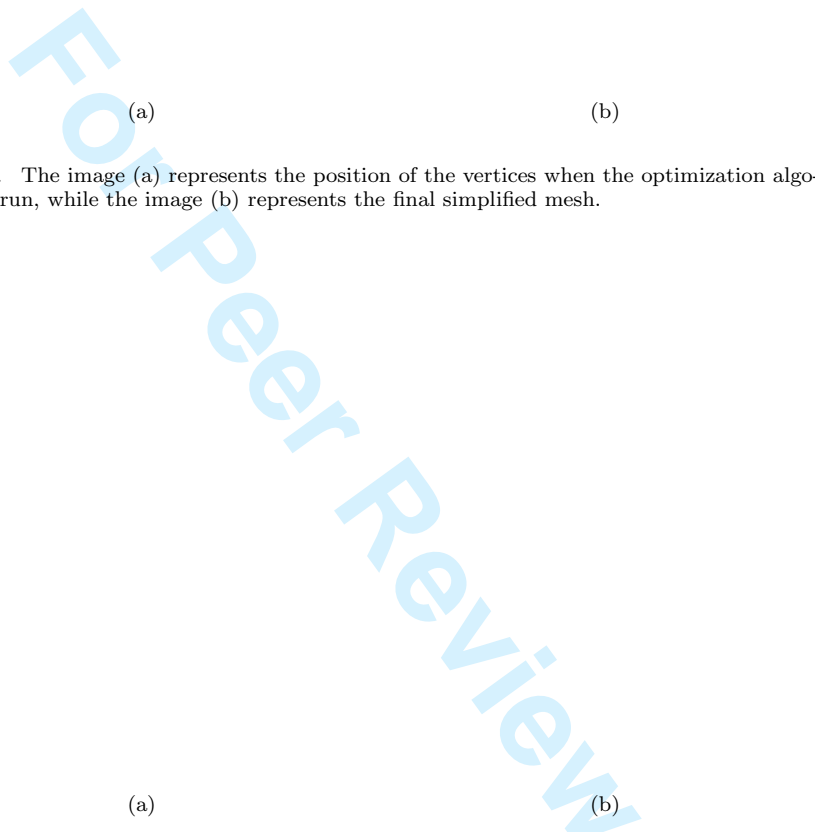 (a) (b)
. The image (a) represents the position of the vertices when the optimization algo-
run, while the image (b) represents the final simplified mesh.
For Peer Review
(a) (b)